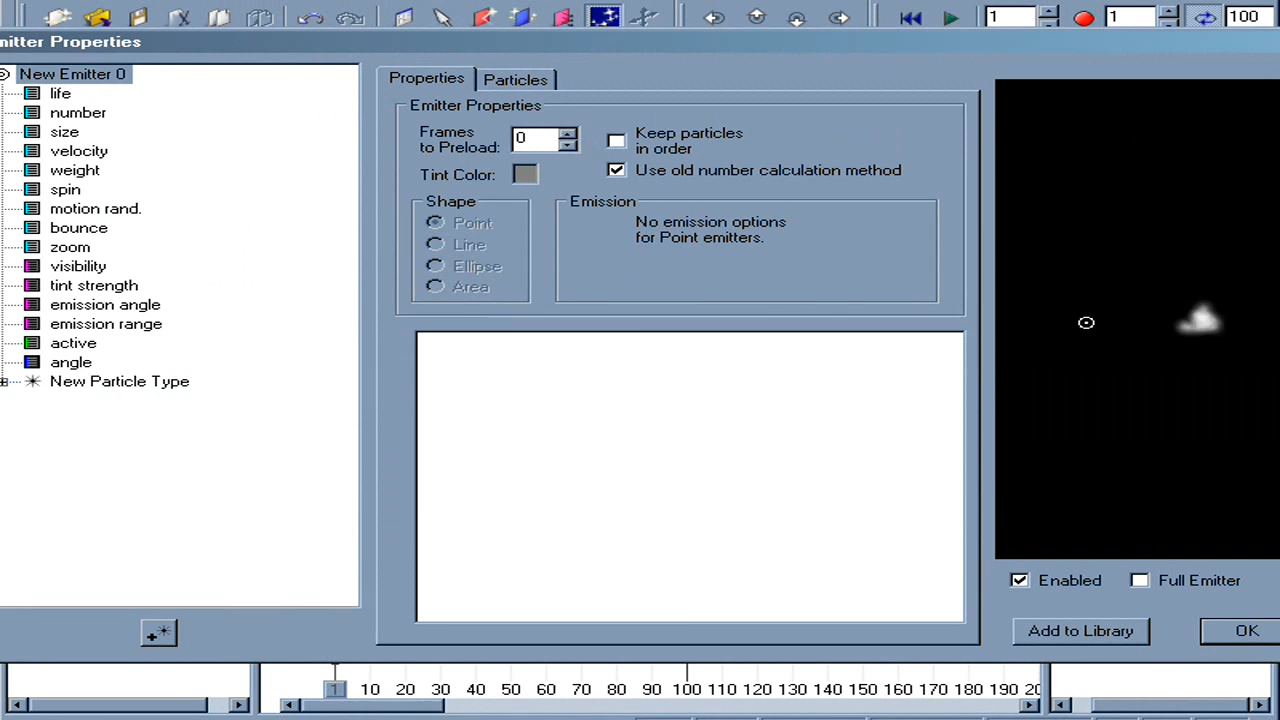 1
1
100
mitter Properties
New Emitter 0
life
number
size
velocity
weight
spin
motion rand.
bounce
zoom
visibility
tint strength
emission angle
emission range
active
angle
New Particle Type
Properties
Particles
Emitter Properties
Frames
to Preload:
0
Keep particles
in order
Tint Color:
Use old number calculation method
Shape
Point
Line
Ellipse
Area
Emission
No emission options
for Point emitters.
Enabled
Full Emitter
Add to Library
OK
1 10 20 30 40 50 60 70 80 90 100 110 120 130 140 150 160 170 180 190 20